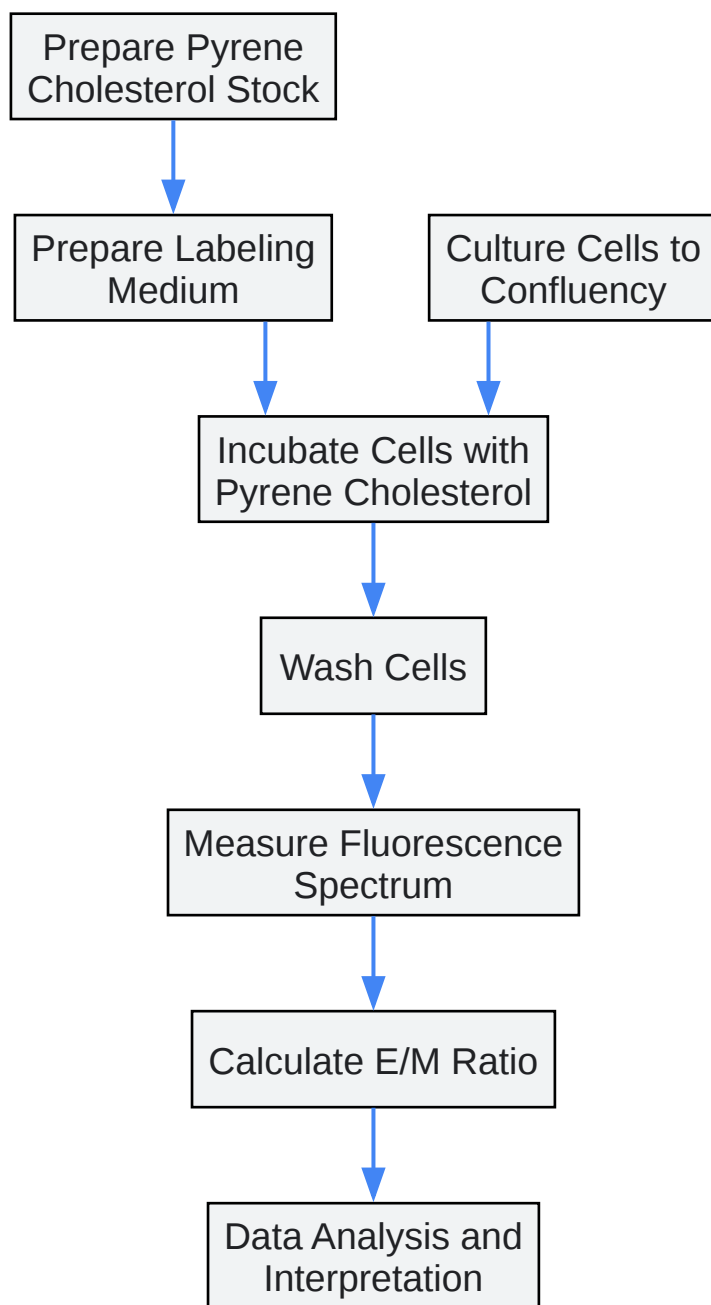 Prepare Pyrene
Cholesterol Stock
Prepare Labeling
Medium
Culture Cells to
Confluency
Incubate Cells with
Pyrene Cholesterol
Wash Cells
Measure Fluorescence
Spectrum
Calculate E/M Ratio
Data Analysis and
Interpretation